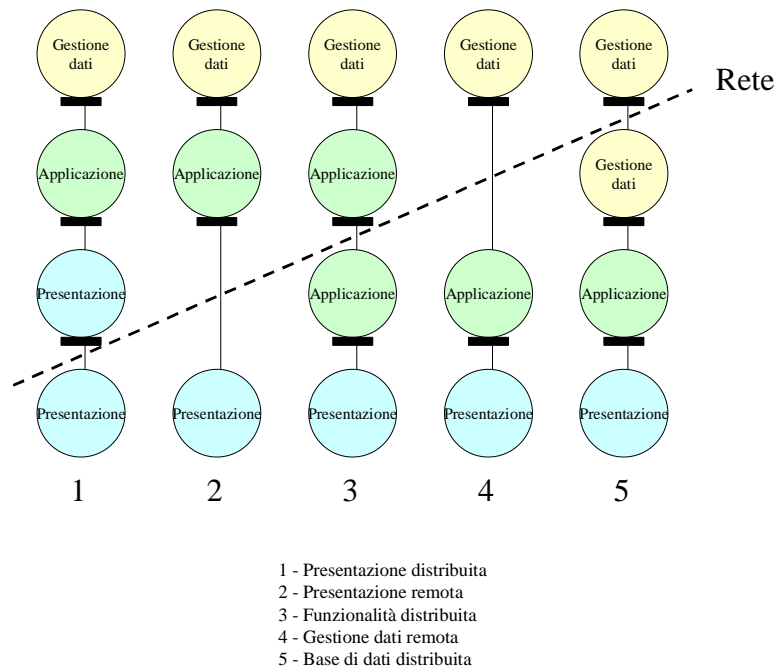 Gestione
dati
Gestione
dati
Gestione
dati
Gestione
dati
Gestione
dati
Rete
Applicazione
Applicazione
Applicazione
Gestione
dati
Presentazione
Applicazione
Applicazione
Applicazione
Presentazione
Presentazione
Presentazione
Presentazione
Presentazione
1
2
3
4
5
1 - Presentazione distribuita
2 - Presentazione remota
3 - Funzionalità distribuita
4 - Gestione dati remota
5 - Base di dati distribuita